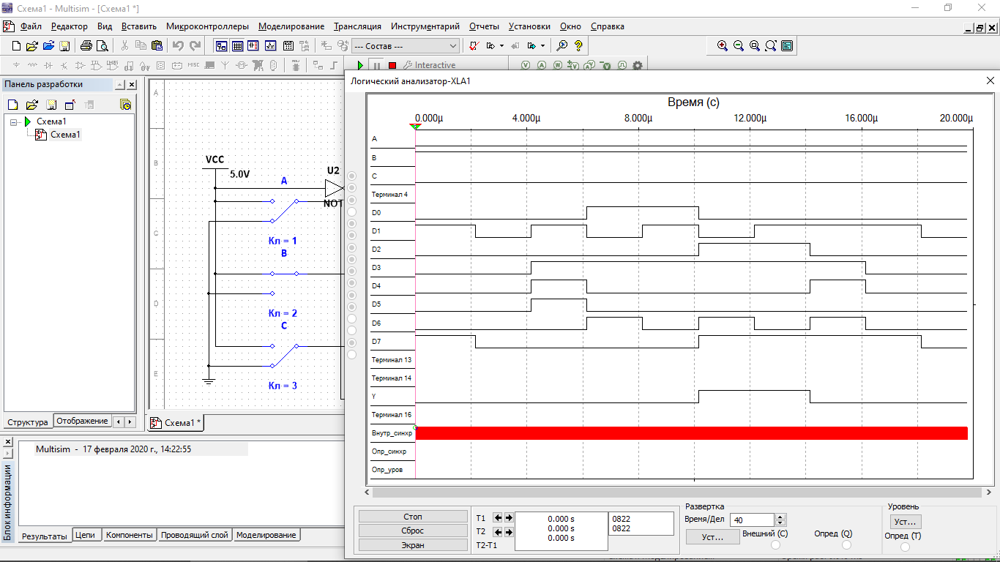 Схема1 - Multisim - [Схема1 *]
Файл Редактор Вид Вставить Микроконтроллеры Моделирование Трансляция Инструментарий Отчеты Установки Окно Справка
--- Состав ---
Interactive
Панель разработки
Схема1
Схема1
Структура Отображение
A
B
C
D
E
VCC
5.0V
A
U2
NOT
Кл = 1
B
Кл = 2
C
Кл = 3
Схема1 *
Логический анализатор-XLA1
Время (с)
0.000µ 4.000µ 8.000µ 12.000µ 16.000µ 20.000µ
A
B
C
Терминал 4
D0
D1
D2
D3
D4
D5
D6
D7
Терминал 13
Терминал 14
Y
Терминал 16
Внутр_синхр
Опр_синхр
Опр_уров
Стоп
Сброс
Экран
T1
T2
T2-T1
0.000 s
0.000 s
0.000 s
0822
0822
Развертка
Время/Дел 40
Уст... Внешний (C) Опред (Q)
Уровень
Уст...
Опред (T)
Блок информации
Multisim - 17 февраля 2020 г., 14:22:55
Результаты Цепи Компоненты Проводящий слой Моделирование